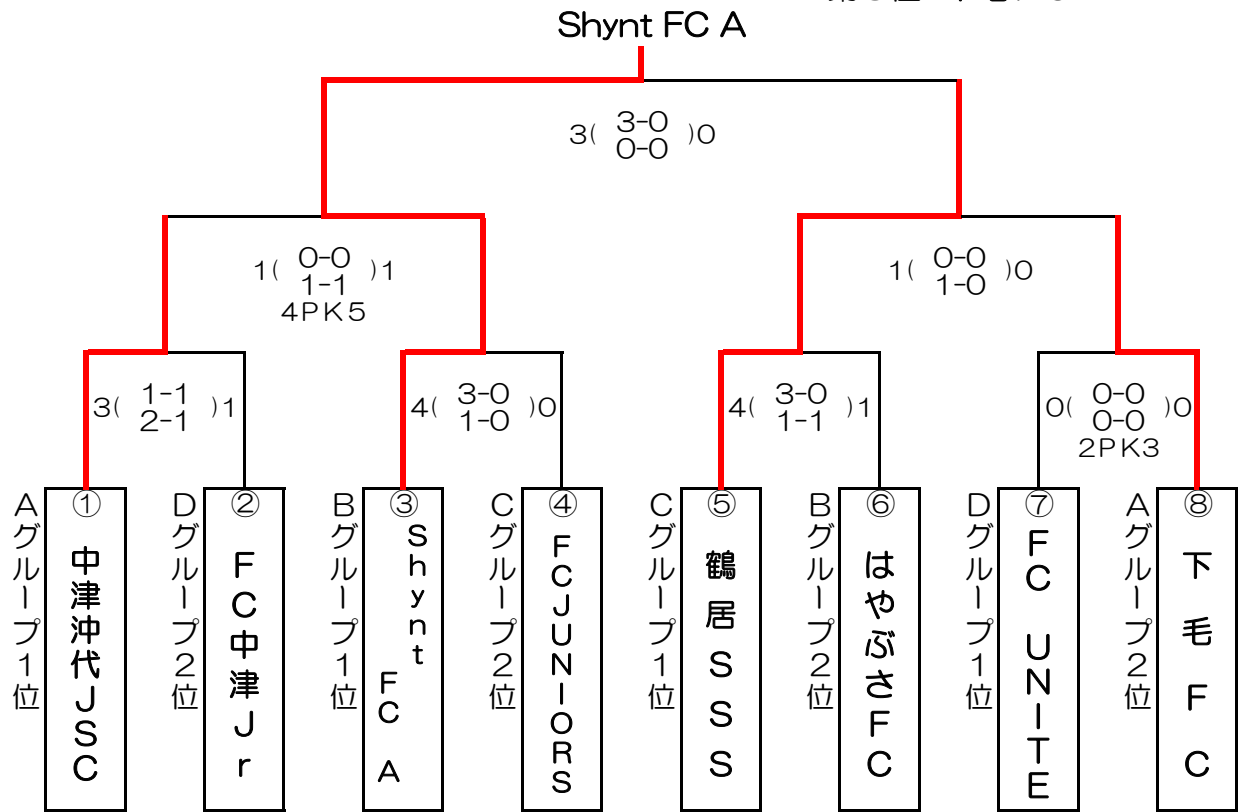 Shynt FC A
3( 3-0 )0
0-0
1( 0-0 )1
1-1
4PK5
1( 0-0 )0
1-0
3( 1-1 )1
2-1
4( 3-0 )0
1-0
4( 3-0 )1
1-1
0( 0-0 )0
0-0
2PK3
Aグループ1位
①
中津沖代JSC
Dグループ2位
②
FC中津Jr
Bグループ1位
③
Shynt
FC A
Cグループ2位
④
FCJUNIORS
Cグループ1位
⑤
鶴居SSS
Bグループ2位
⑥
はやぶさFC
Dグループ1位
⑦
FC UNITE
Aグループ2位
⑧
下毛FC